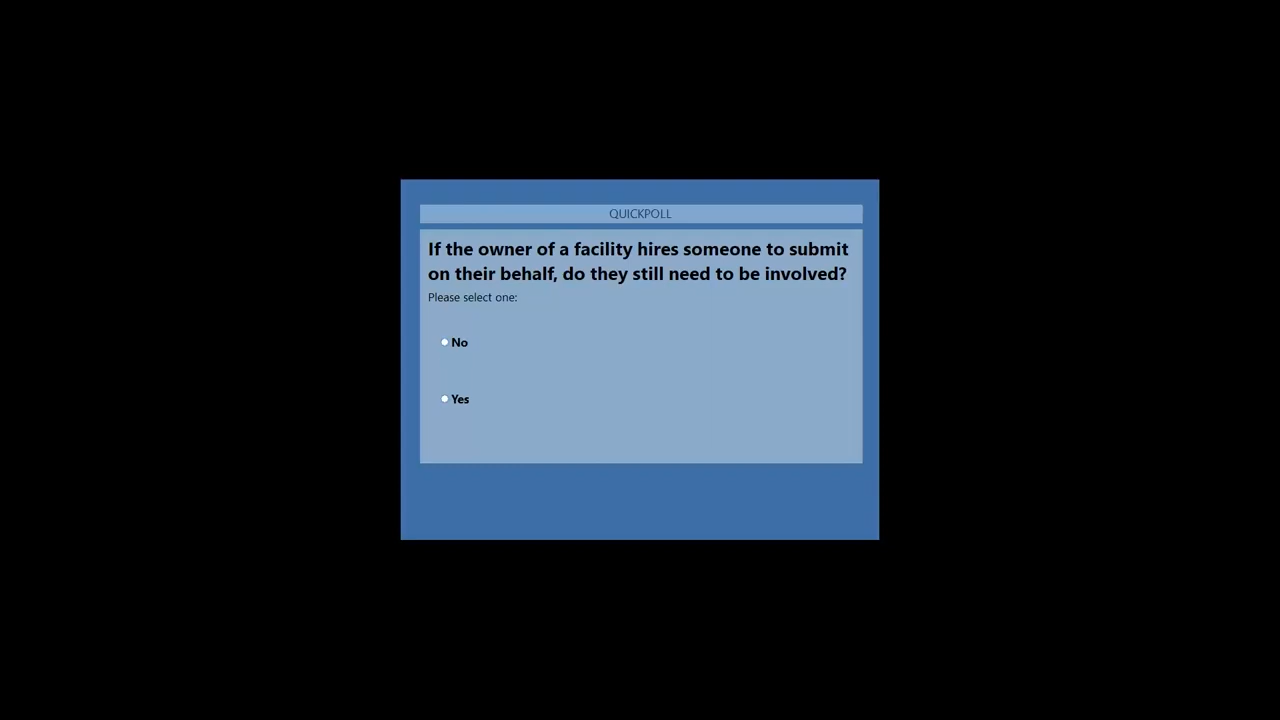 QUICKPOLL
If the owner of a facility hires someone to submit
on their behalf, do they still need to be involved?
Please select one:
No
Yes